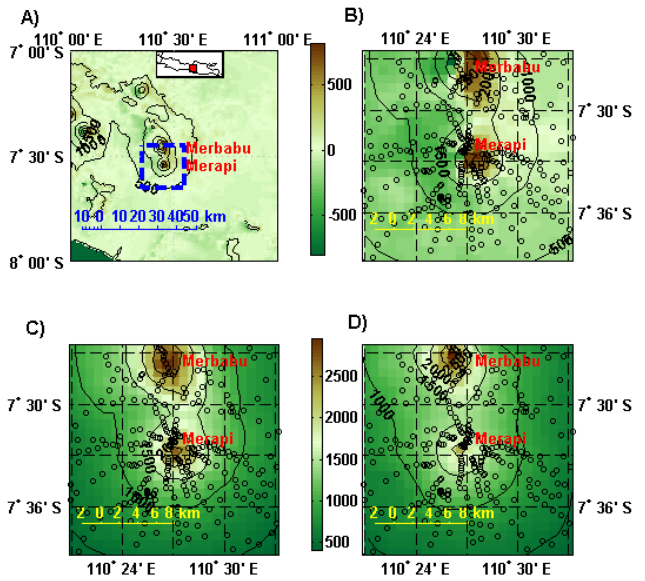 A)
110° 00' E 110° 30' E 111° 00' E
7° 00' S
7° 30' S
8° 00' S
Merbabu
Merapi
10 0 10 20 30 40 50 km
500
0
-500
B)
110° 24' E 110° 30' E
Merbabu
Merapi
1000
500
7° 30' S
7° 36' S
2 0 2 4 6 8 km
C)
Merbabu
Merapi
7° 30' S
7° 36' S
2 0 2 4 6 8 km
110° 24' E 110° 30' E
2500
2000
1500
1000
500
D)
Merbabu
Merapi
2000
1500
1000
7° 30' S
7° 36' S
2 0 2 4 6 8 km
110° 24' E 110° 30' E